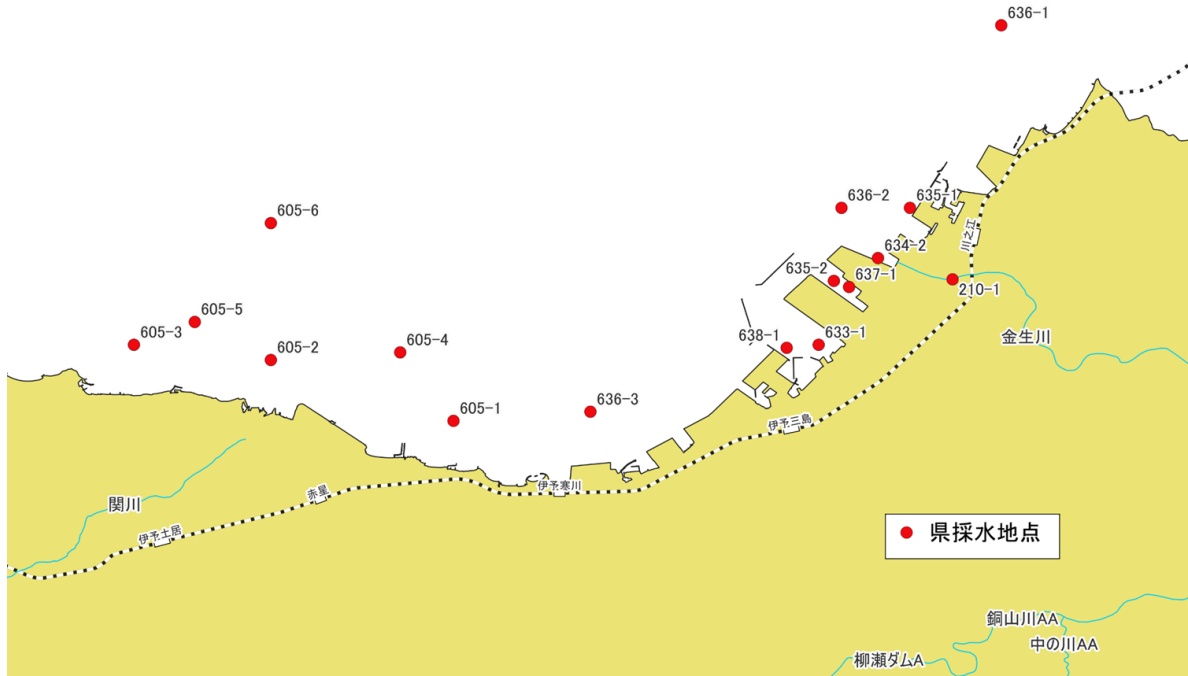 636-1
636-2
635-1
605-6
634-2
川之江
635-2
637-1
210-1
605-5
605-3
605-2
605-4
638-1
633-1
金生川
605-1
636-3
伊予三島
伊予寒川
赤星
関川
伊予土居
県採水地点
銅山川AA
中の川AA
柳瀬ダムA